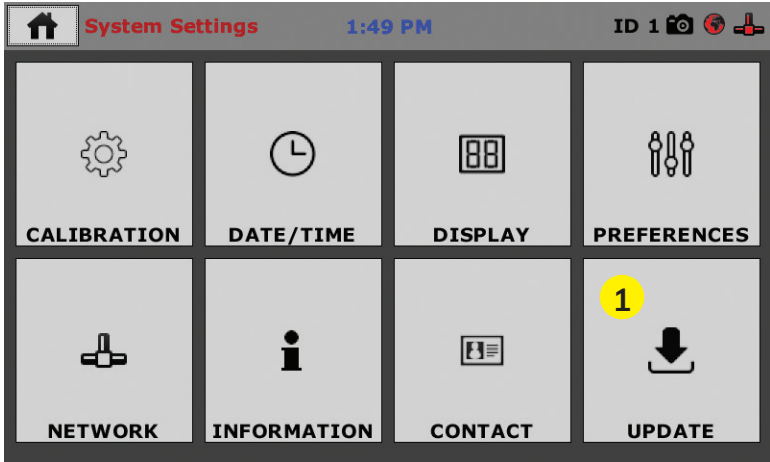 System Settings 1:49 PM ID 1
CALIBRATION DATE/TIME DISPLAY PREFERENCES
1
NETWORK INFORMATION CONTACT UPDATE